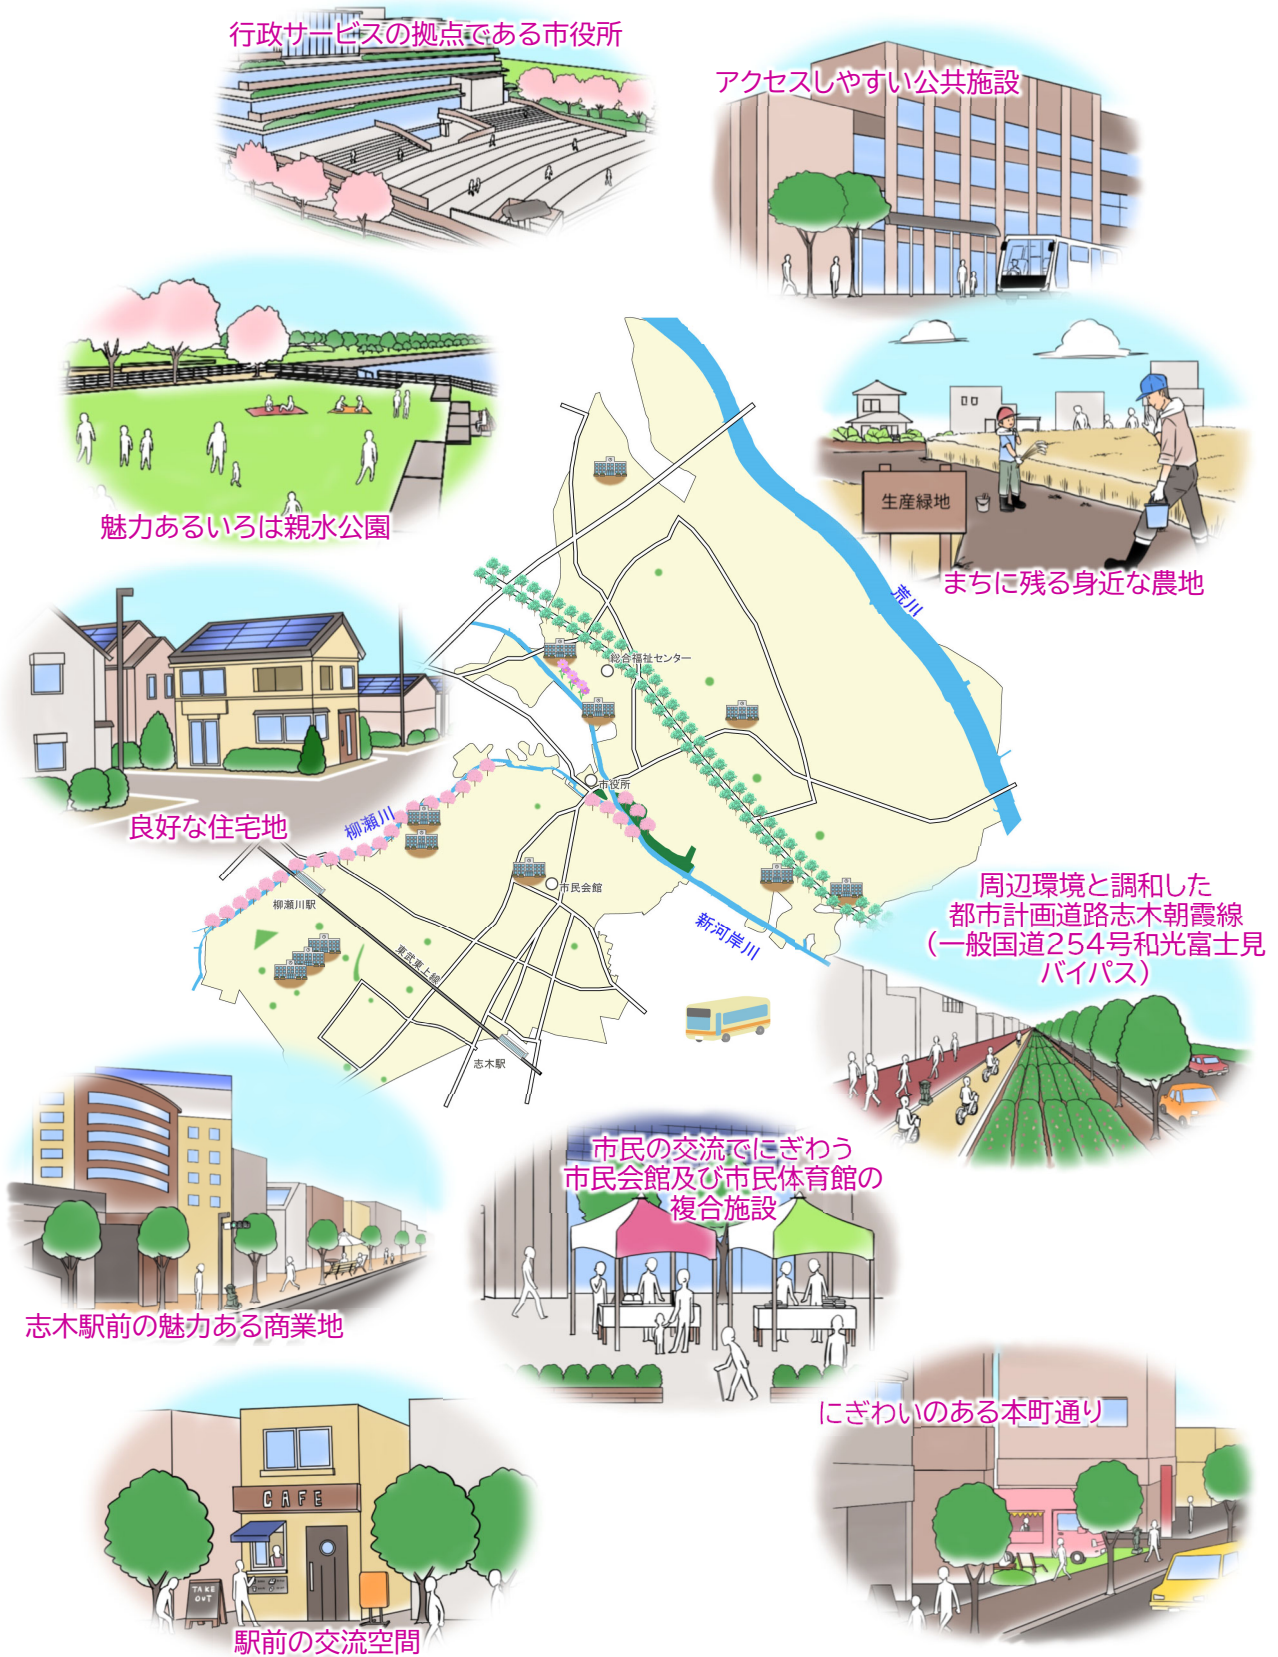 行政サービスの拠点である市役所
アクセスしやすい公共施設
魅力あるいろは親水公園
生産緑地
まちに残る身近な農地
荒川
総合福祉センター
良好な住宅地
市役所
柳瀬川
市民会館
柳瀬川駅
新河岸川
東武東上線
志木駅
周辺環境と調和した
都市計画道路志木朝霞線
（一般国道254号和光富士見
バイパス）
志木駅前の魅力ある商業地
市民の交流でにぎわう
市民会館及び市民体育館の
複合施設
にぎわいのある本町通り
CAFE
TAKE
OUT
駅前の交流空間